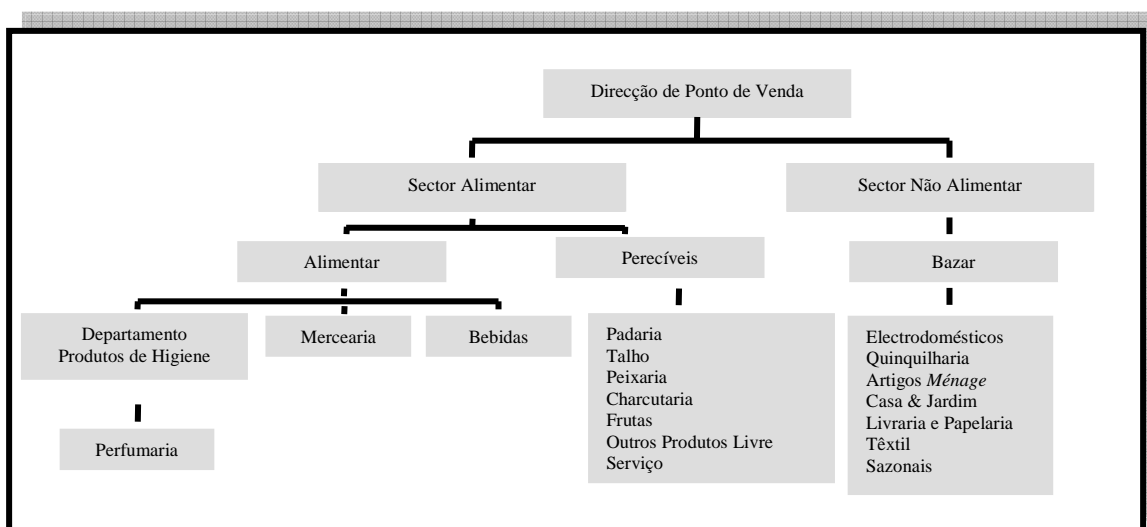 Direcção de Ponto de Venda
Sector Alimentar
Sector Não Alimentar
Alimentar
Perecíveis
Bazar
Departamento
Produtos de Higiene
Mercearia
Bebidas
Perfumaria
Padaria
Talho
Peixaria
Charcutaria
Frutas
Outros Produtos Livre
Serviço
Electrodomésticos
Quinquilharia
Artigos Ménage
Casa & Jardim
Livraria e Papelaria
Têxtil
Sazonais